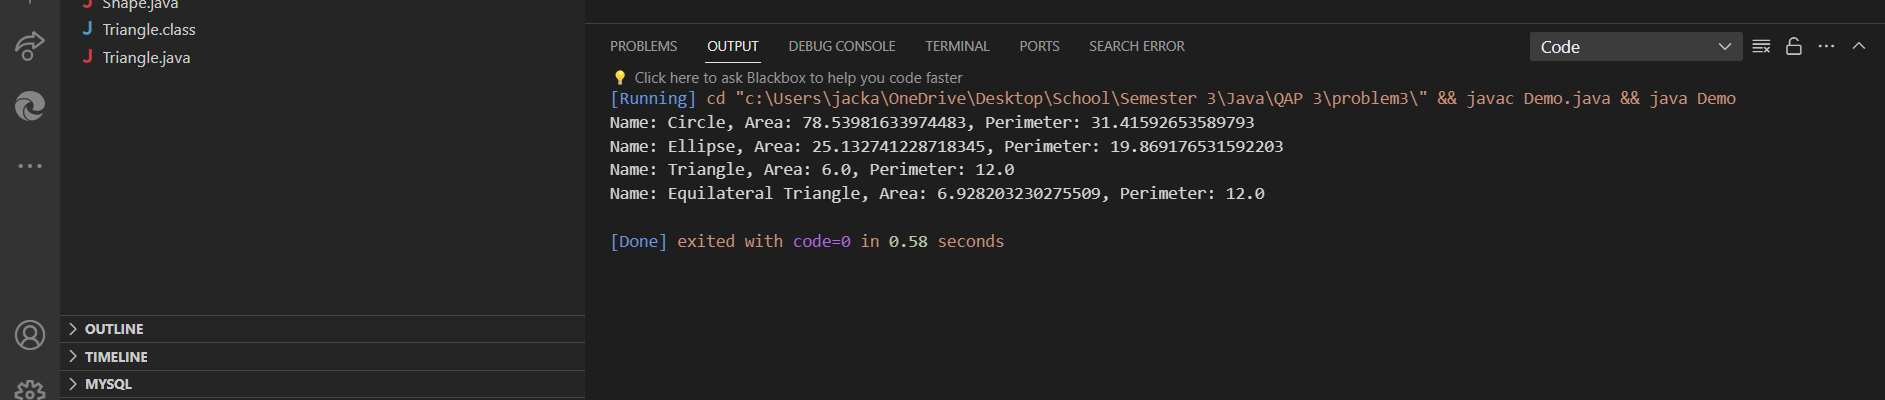 Shape.java
Triangle.class
Triangle.java
OUTLINE
TIMELINE
MYSQL
PROBLEMS OUTPUT DEBUG CONSOLE TERMINAL PORTS SEARCH ERROR Code
Click here to ask Blackbox to help you code faster
[Running] cd "c:\Users\jacka\OneDrive\Desktop\School\Semester 3\Java\QAP 3\problem3\" && javac Demo.java && java Demo
Name: Circle, Area: 78.53981633974483, Perimeter: 31.41592653589793
Name: Ellipse, Area: 25.132741228718345, Perimeter: 19.869176531592203
Name: Triangle, Area: 6.0, Perimeter: 12.0
Name: Equilateral Triangle, Area: 6.928203230275509, Perimeter: 12.0
[Done] exited with code=0 in 0.58 seconds